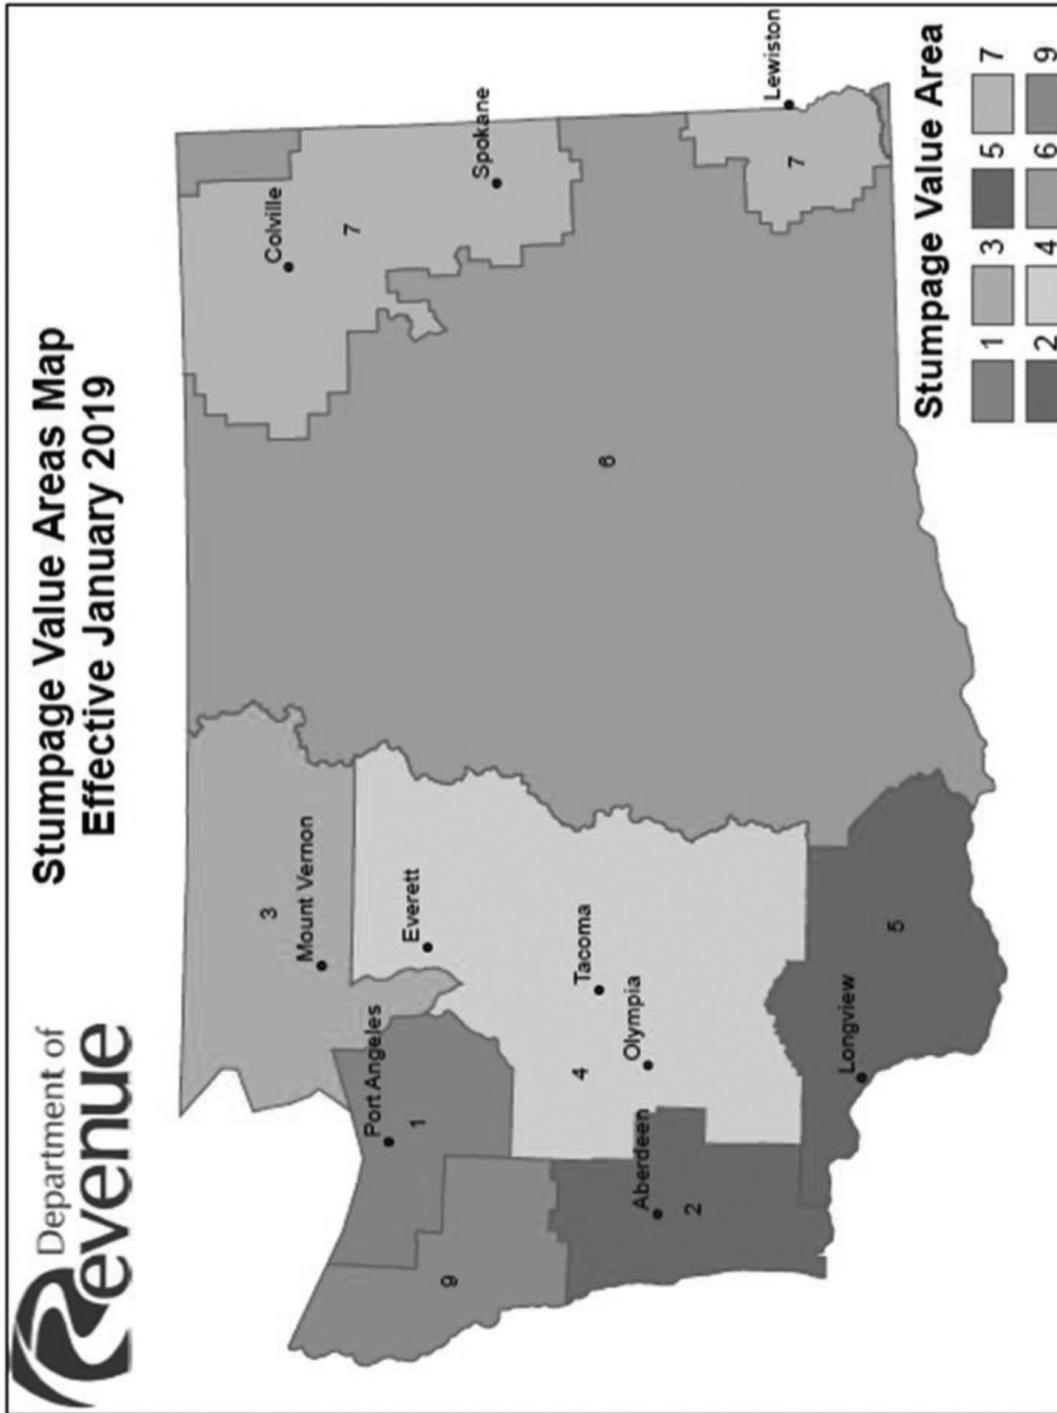 Department of
Revenue
Stumpage Value Areas Map
Effective January 2019
3
Mount Vernon
Colville
7
Port Angeles
1
Everett
Spokane
9
4
Tacoma
6
Olympia
Aberdeen
2
7
Lewiston
Longview
5
Stumpage Value Area
1 3 5 7
2 4 6 9